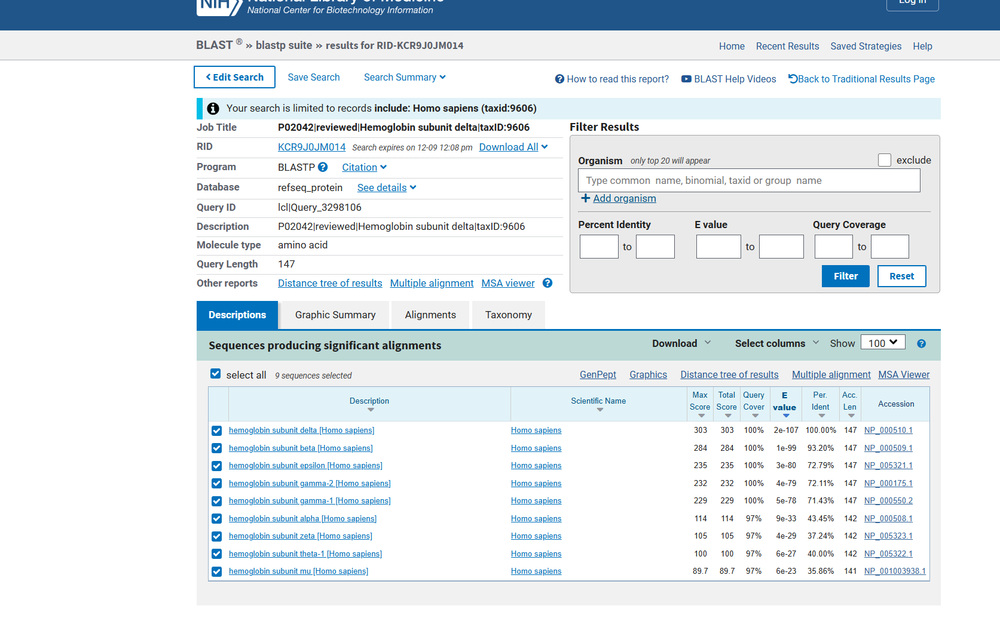 NIH National Library of Medicine
National Center for Biotechnology Information
Log in
BLAST ® » blastp suite » results for RID-KCR9J0JM014
Home Recent Results Saved Strategies Help
Edit Search Save Search Search Summary How to read this report? BLAST Help Videos Back to Traditional Results Page
Your search is limited to records include: Homo sapiens (taxid:9606)
Job Title P02042|reviewed|Hemoglobin subunit delta|taxID:9606
RID KCR9J0JM014 Search expires on 12-09 12:08 pm Download All
Program BLASTP ? Citation
Database refseq_protein See details
Query ID lcl|Query_3298106
Description P02042|reviewed|Hemoglobin subunit delta|taxID:9606
Molecule type amino acid
Query Length 147
Other reports Distance tree of results Multiple alignment MSA viewer ?
Filter Results
Organism only top 20 will appear exclude
Type common name, binomial, taxid or group name
Add organism
Percent Identity E value Query Coverage
to to to
Filter Reset
Descriptions Graphic Summary Alignments Taxonomy
Sequences producing significant alignments Download Select columns Show 100 ?
select all 9 sequences selected GenPept Graphics Distance tree of results Multiple alignment MSA Viewer
Description Scientific Name Max Score Total Score Query Cover E value Per. Ident Acc. Len Accession
hemoglobin subunit delta [Homo sapiens] Homo sapiens 303 303 100% 2e-107 100.00% 147 NP_000510.1
hemoglobin subunit beta [Homo sapiens] Homo sapiens 284 284 100% 1e-99 93.20% 147 NP_000509.1
hemoglobin subunit epsilon [Homo sapiens] Homo sapiens 235 235 100% 3e-80 72.79% 147 NP_005321.1
hemoglobin subunit gamma-2 [Homo sapiens] Homo sapiens 232 232 100% 4e-79 72.11% 147 NP_000175.1
hemoglobin subunit gamma-1 [Homo sapiens] Homo sapiens 229 229 100% 5e-78 71.43% 147 NP_000550.2
hemoglobin subunit alpha [Homo sapiens] Homo sapiens 114 114 97% 9e-33 43.45% 142 NP_000508.1
hemoglobin subunit zeta [Homo sapiens] Homo sapiens 105 105 97% 4e-29 37.24% 142 NP_005323.1
hemoglobin subunit theta-1 [Homo sapiens] Homo sapiens 100 100 97% 6e-27 40.00% 142 NP_005322.1
hemoglobin subunit mu [Homo sapiens] Homo sapiens 89.7 89.7 97% 6e-23 35.86% 141 NP_001003938.1